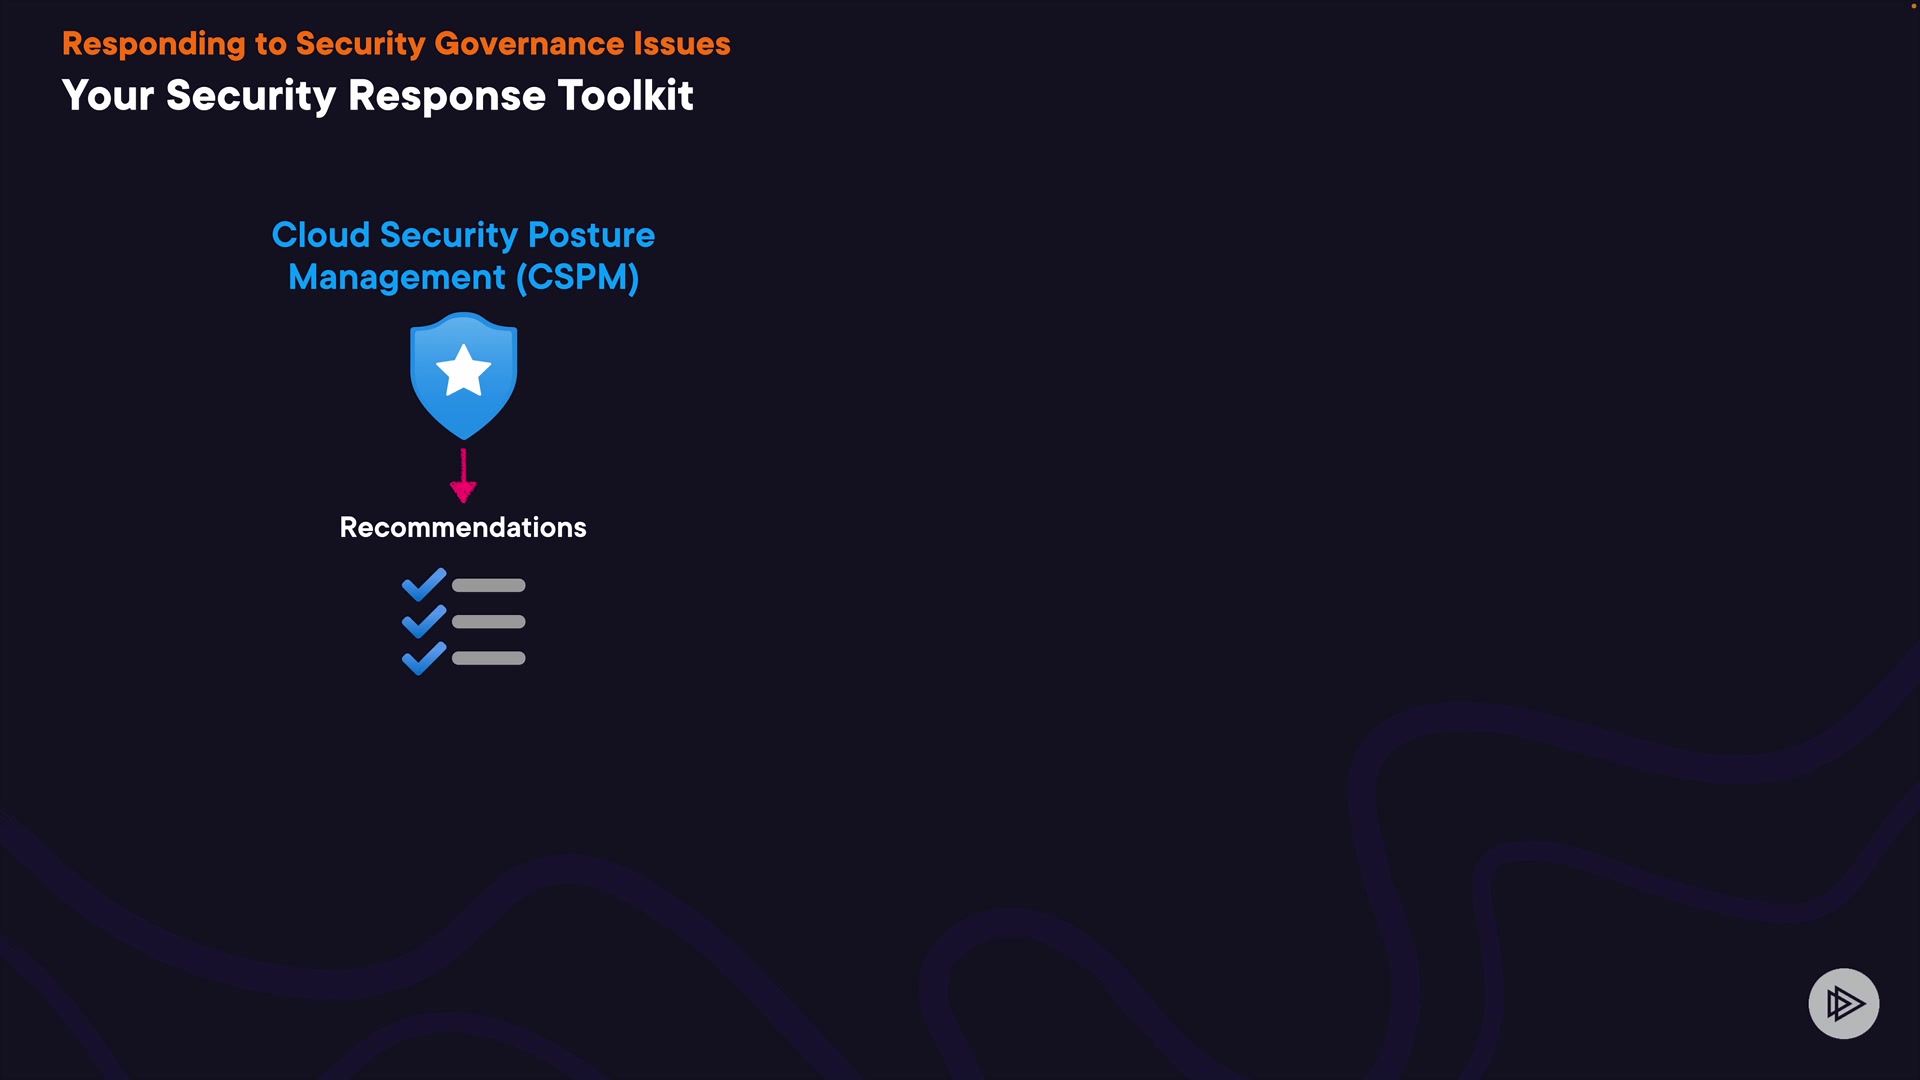 Responding to Security Governance Issues
Your Security Response Toolkit
Cloud Security Posture
Management (CSPM)
Recommendations